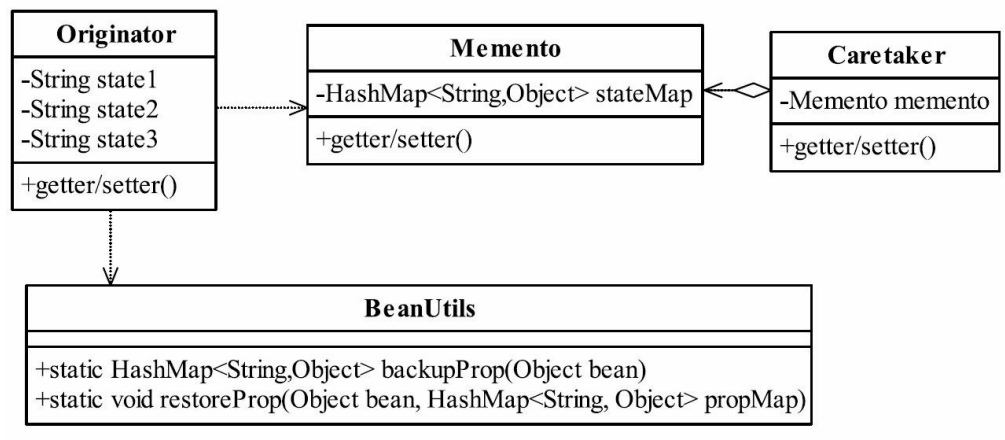 Originator
-String state1
-String state2
-String state3
+getter/setter()
Memento
-HashMap<String,Object> stateMap
+getter/setter()
Caretaker
-Memento memento
+getter/setter()
BeanUtils
+static HashMap<String,Object> backupProp(Object bean)
+static void restoreProp(Object bean, HashMap<String, Object> propMap)